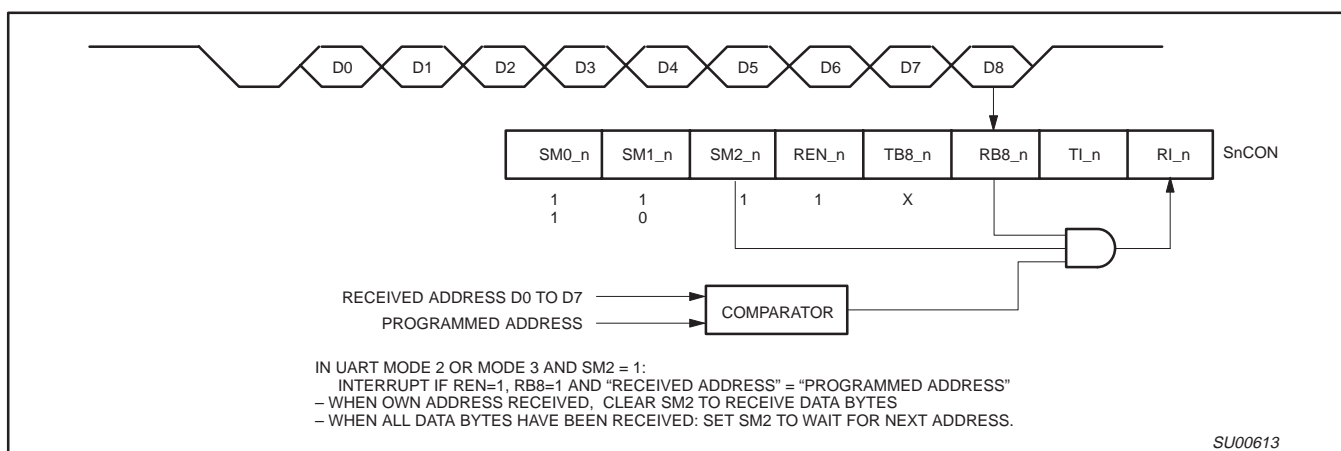 D0 D1 D2 D3 D4 D5 D6 D7 D8
SM0_n SM1_n SM2_n REN_n TB8_n RB8_n TI_n RI_n SnCON
1 1 1 1 X
1 0
RECEIVED ADDRESS D0 TO D7
COMPARATOR
PROGRAMMED ADDRESS
IN UART MODE 2 OR MODE 3 AND SM2 = 1:
INTERRUPT IF REN=1, RB8=1 AND “RECEIVED ADDRESS” = “PROGRAMMED ADDRESS”
– WHEN OWN ADDRESS RECEIVED, CLEAR SM2 TO RECEIVE DATA BYTES
– WHEN ALL DATA BYTES HAVE BEEN RECEIVED: SET SM2 TO WAIT FOR NEXT ADDRESS.
SU00613